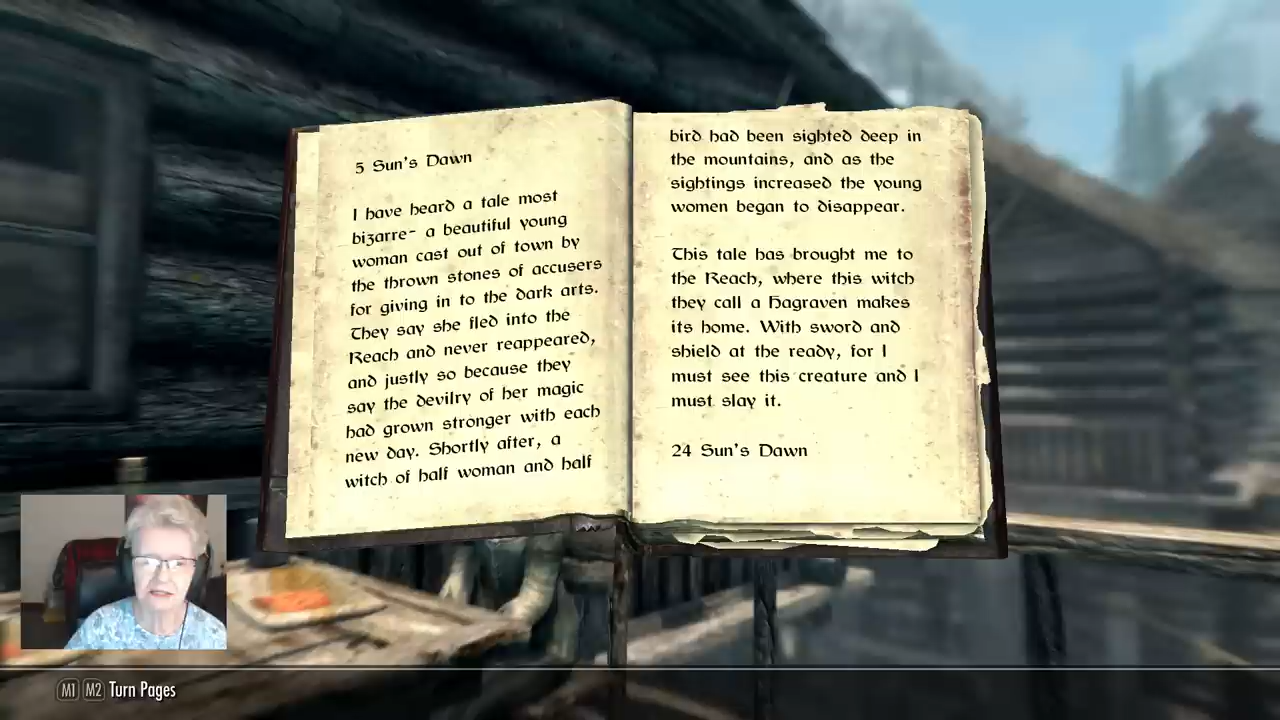 5 Sun's Dawn
I have heard a tale most
bizarre- a beautiful young
woman cast out of town by
the thrown stones of accusers
for giving in to the dark arts.
They say she fled into the
Reach and never reappeared,
and justly so because they
say the devilry of her magic
had grown stronger with each
new day. Shortly after, a
witch of half woman and half
bird had been sighted deep in
the mountains, and as the
sightings increased the young
women began to disappear.
This tale has brought me to
the Reach, where this witch
they call a Hagraven makes
its home. With sword and
shield at the ready, for I
must see this creature and I
must slay it.
24 Sun's Dawn
M1 M2 Turn Pages